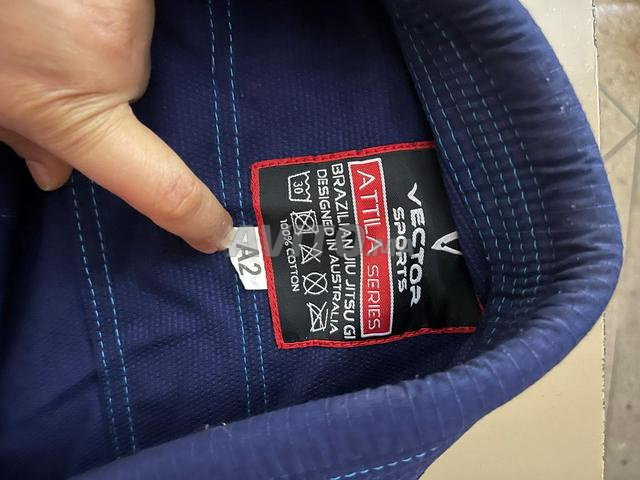 VECTOR
SPORTS
ATTILA SERIES
BRAZILIAN JIU JITSU GI
DESIGNED IN AUSTRALIA
30
100% COTTON
A2